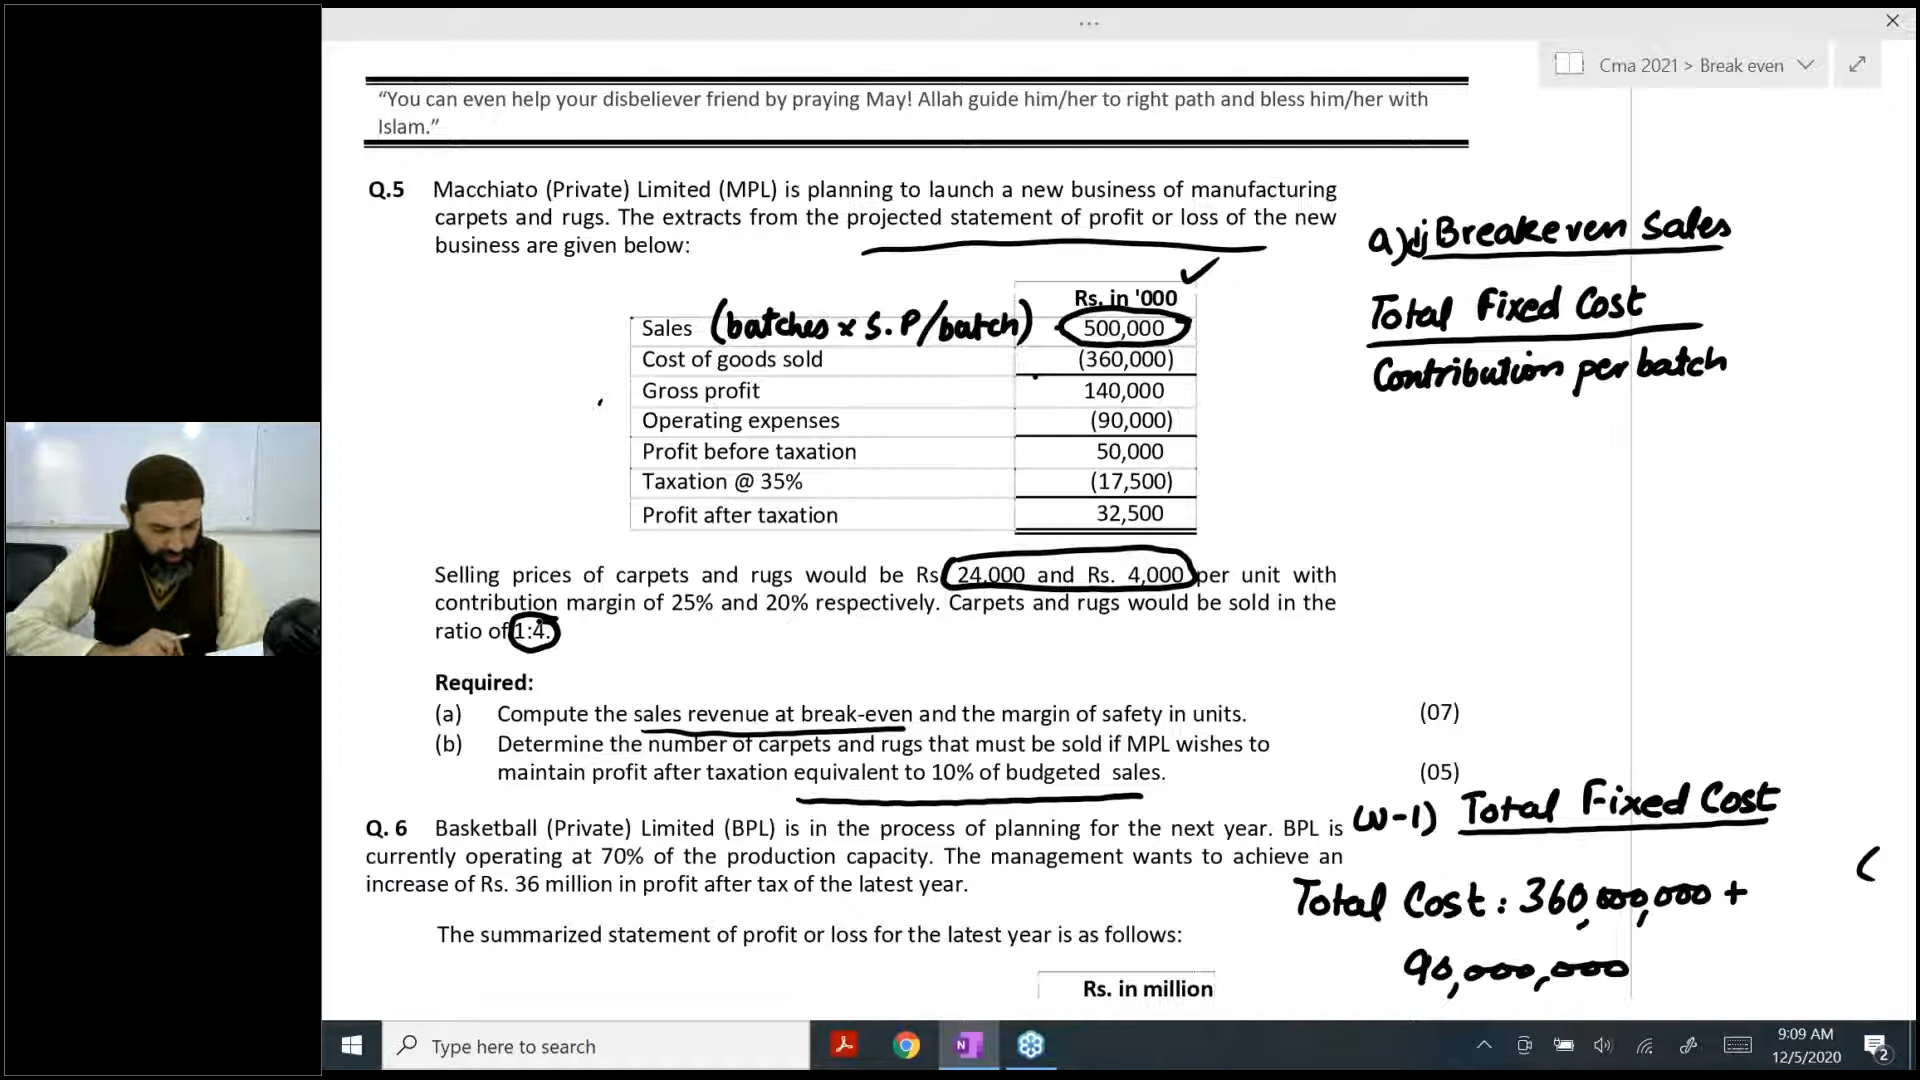 Cma 2021 > Break even
“You can even help your disbeliever friend by praying May! Allah guide him/her to right path and bless him/her with
Islam.”
Q.5 Macchiato (Private) Limited (MPL) is planning to launch a new business of manufacturing
carpets and rugs. The extracts from the projected statement of profit or loss of the new
business are given below:
Rs. in '000
Sales (batches x S.P/batch) 500,000
Cost of goods sold (360,000)
Gross profit 140,000
Operating expenses (90,000)
Profit before taxation 50,000
Taxation @ 35% (17,500)
Profit after taxation 32,500
Selling prices of carpets and rugs would be Rs 24,000 and Rs. 4,000 per unit with
contribution margin of 25% and 20% respectively. Carpets and rugs would be sold in the
ratio of 1:4.
Required:
(a) Compute the sales revenue at break-even and the margin of safety in units. (07)
(b) Determine the number of carpets and rugs that must be sold if MPL wishes to
maintain profit after taxation equivalent to 10% of budgeted sales. (05)
Q. 6 Basketball (Private) Limited (BPL) is in the process of planning for the next year. BPL is
currently operating at 70% of the production capacity. The management wants to achieve an
increase of Rs. 36 million in profit after tax of the latest year.
The summarized statement of profit or loss for the latest year is as follows:
Rs. in million
a) i) Breakeven Sales
Total Fixed Cost
Contribution per batch
(W-1) Total Fixed Cost
(
Total Cost : 360,000,000 +
90,000,000
Type here to search
9:09 AM
12/5/2020
2